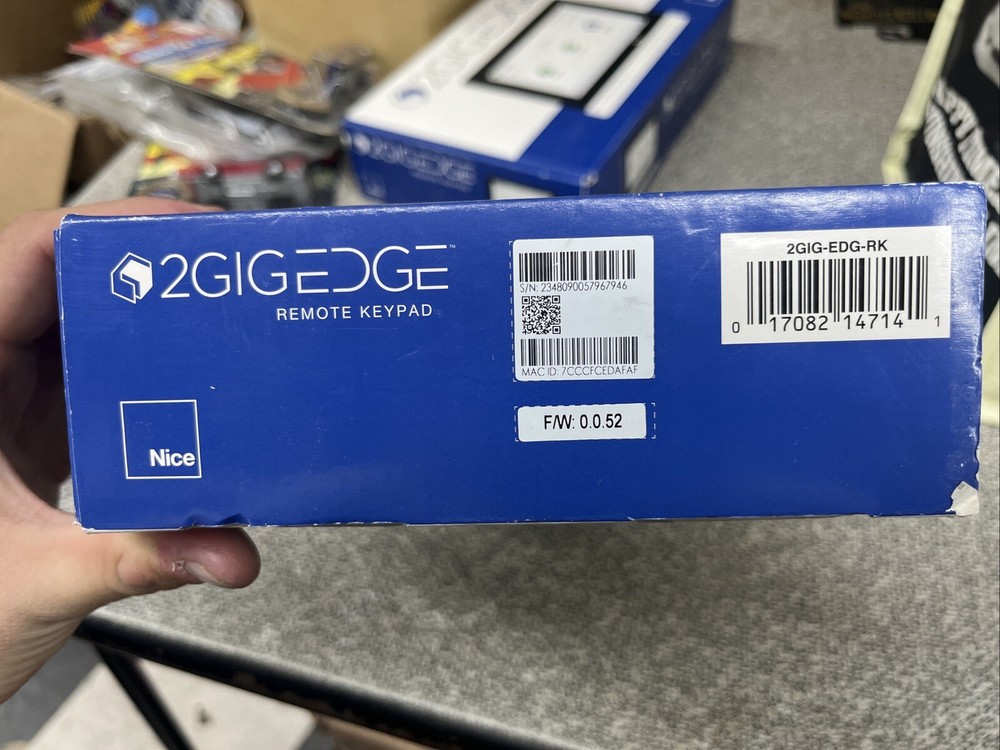 2GIGEDGE
2GIGEDGE
2GIGEDGE™
REMOTE KEYPAD
Nice
S/N: 2348090057967946
MAC ID: 7CCCFCEDAFAF
F/W: 0.0.52
2GIG-EDG-RK
0 17082 14714 1